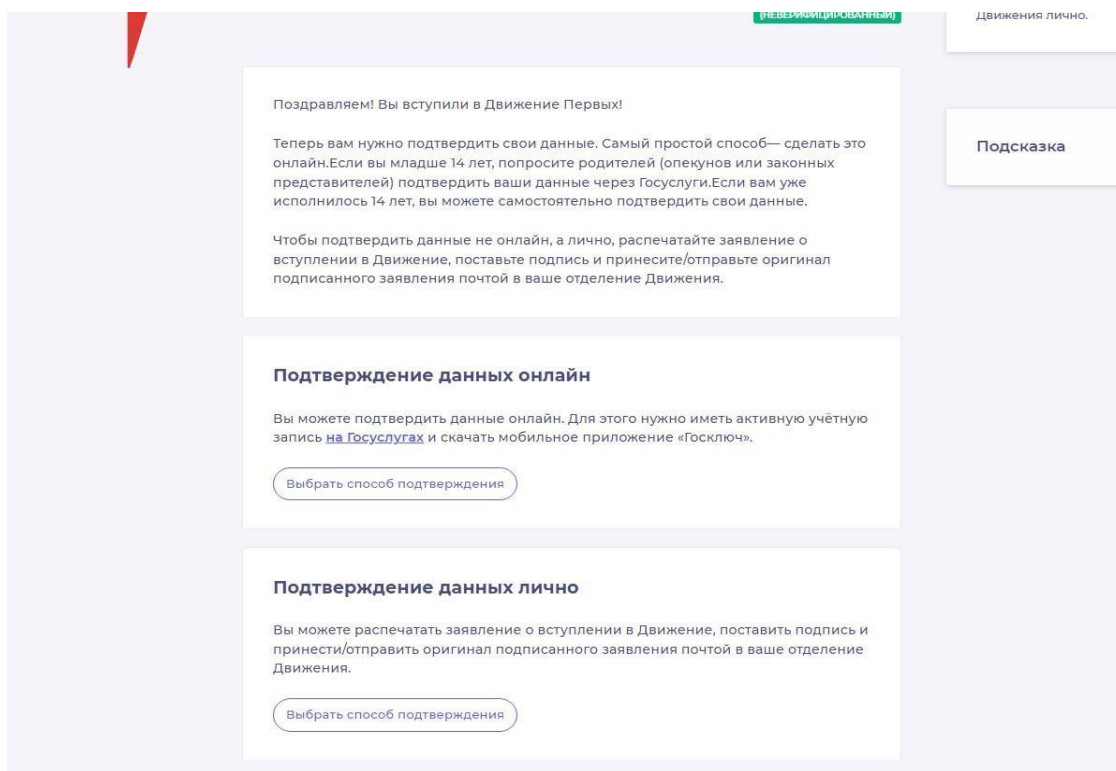 (НЕВЕРИФИЦИРОВАННЫЙ)
Движения лично.
Поздравляем! Вы вступили в Движение Первых!
Теперь вам нужно подтвердить свои данные. Самый простой способ— сделать это
онлайн.Если вы младше 14 лет, попросите родителей (опекунов или законных
представителей) подтвердить ваши данные через Госуслуги.Если вам уже
исполнилось 14 лет, вы можете самостоятельно подтвердить свои данные.
Чтобы подтвердить данные не онлайн, а лично, распечатайте заявление о
вступлении в Движение, поставьте подпись и принесите/отправьте оригинал
подписанного заявления почтой в ваше отделение Движения.
Подсказка
Подтверждение данных онлайн
Вы можете подтвердить данные онлайн. Для этого нужно иметь активную учётную
запись на Госуслугах и скачать мобильное приложение «Госключ».
Выбрать способ подтверждения
Подтверждение данных лично
Вы можете распечатать заявление о вступлении в Движение, поставить подпись и
принести/отправить оригинал подписанного заявления почтой в ваше отделение
Движения.
Выбрать способ подтверждения